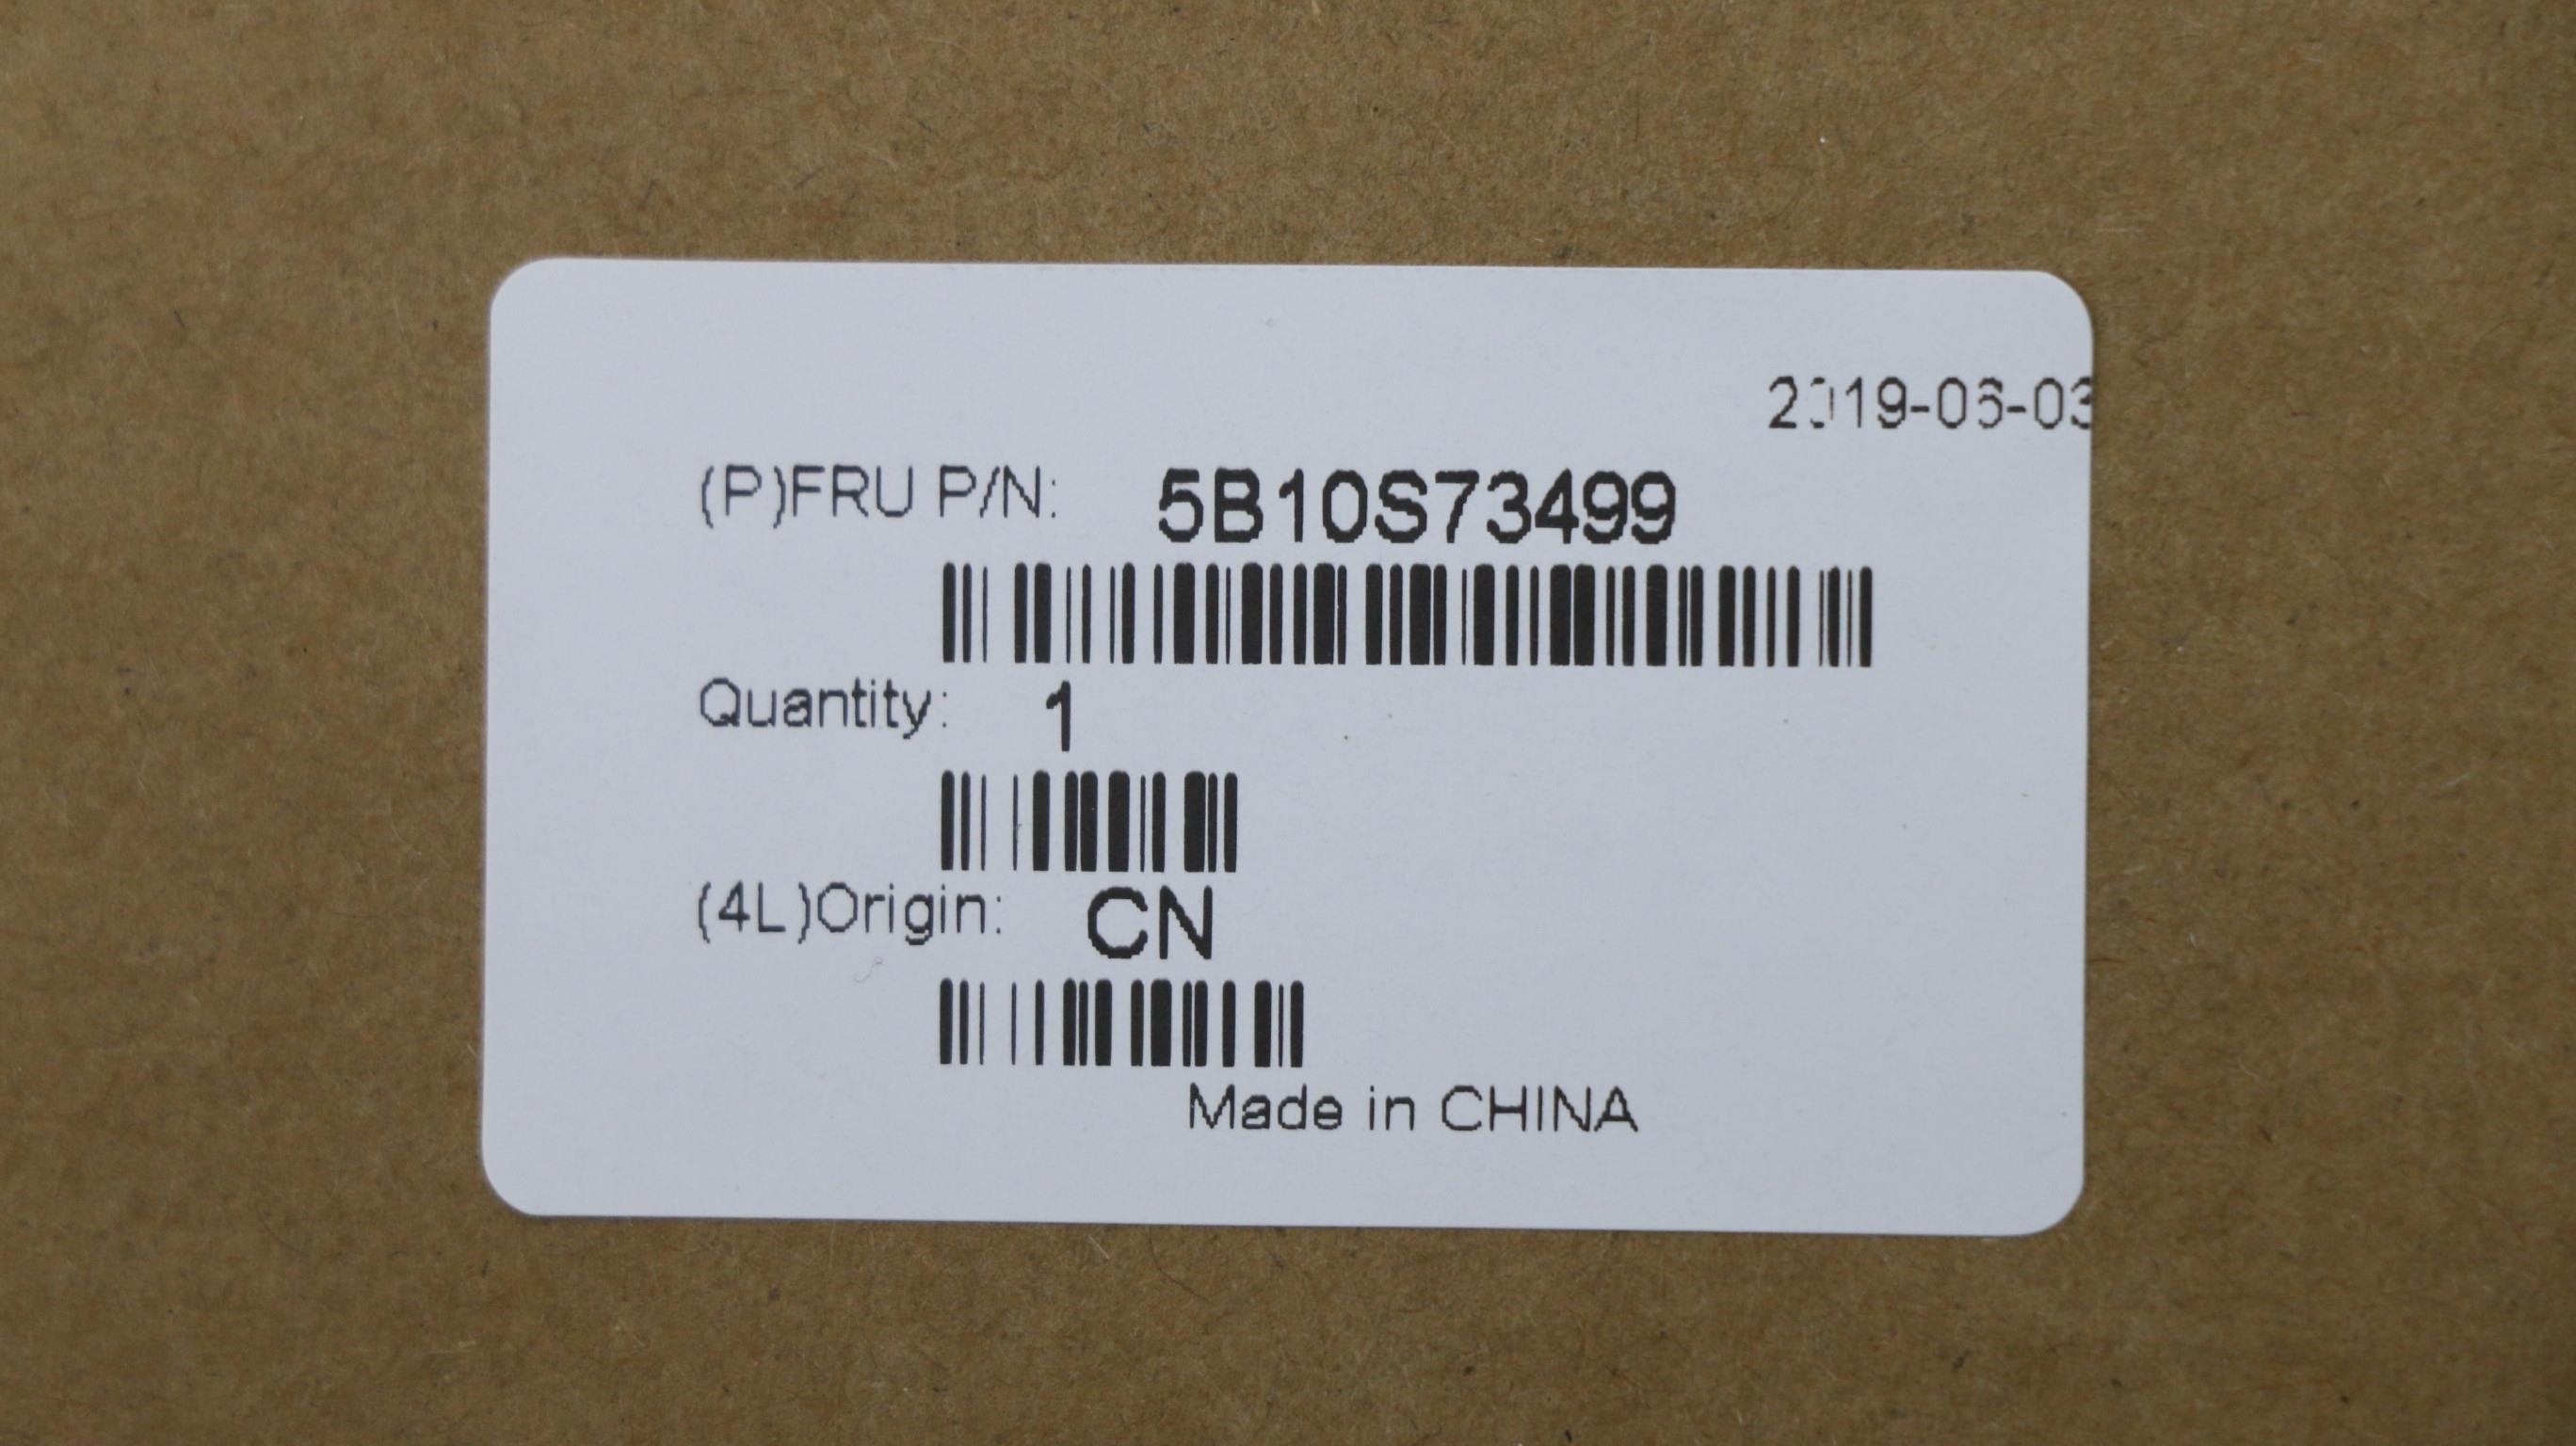 2019-06-03
(P)FRU P/N: 5B10S73499
Quantity: 1
(4L)Origin: CN
Made in CHINA